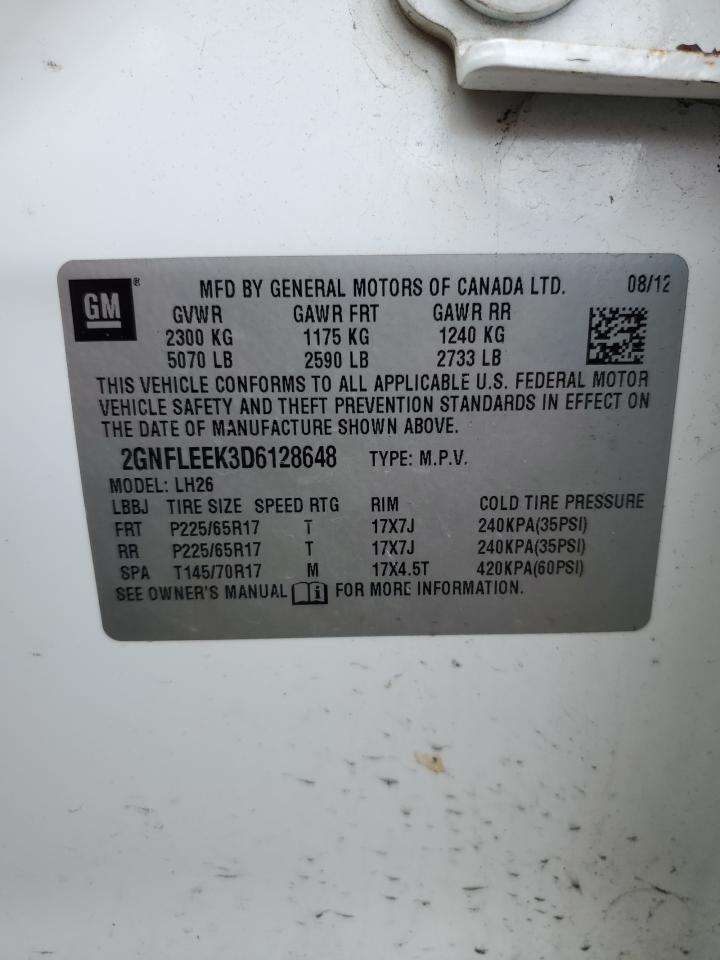 GM ® MFD BY GENERAL MOTORS OF CANADA LTD. 08/12
GVWR GAWR FRT GAWR RR
2300 KG 1175 KG 1240 KG
5070 LB 2590 LB 2733 LB
THIS VEHICLE CONFORMS TO ALL APPLICABLE U.S. FEDERAL MOTOR
VEHICLE SAFETY AND THEFT PREVENTION STANDARDS IN EFFECT ON
THE DATE OF MANUFACTURE SHOWN ABOVE.
2GNFLEEK3D6128648 TYPE: M.P.V.
MODEL: LH26
LBBJ TIRE SIZE SPEED RTG RIM COLD TIRE PRESSURE
FRT P225/65R17 T 17X7J 240KPA(35PSI)
RR P225/65R17 T 17X7J 240KPA(35PSI)
SPA T145/70R17 M 17X4.5T 420KPA(60PSI)
SEE OWNER'S MANUAL i FOR MORE INFORMATION.